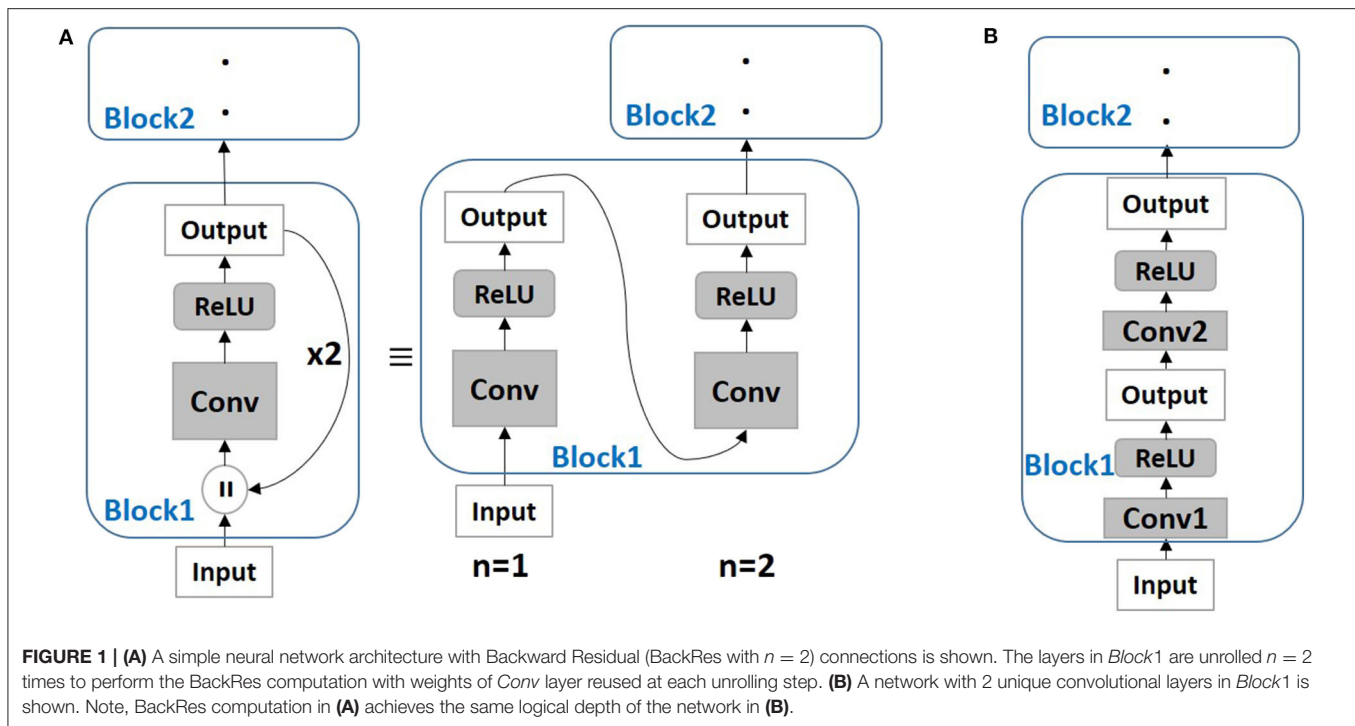 A
Block2
Output
ReLU
x2
Conv
II
Block1
Input
≡
Block2
Output
Output
ReLU
ReLU
Conv
Conv
Block1
Input
n=1
n=2
B
Block2
Output
ReLU
Conv2
Output
Block1
ReLU
Conv1
Input
FIGURE 1 | (A) A simple neural network architecture with Backward Residual (BackRes with n = 2) connections is shown. The layers in Block1 are unrolled n = 2
times to perform the BackRes computation with weights of Conv layer reused at each unrolling step. (B) A network with 2 unique convolutional layers in Block1 is
shown. Note, BackRes computation in (A) achieves the same logical depth of the network in (B).